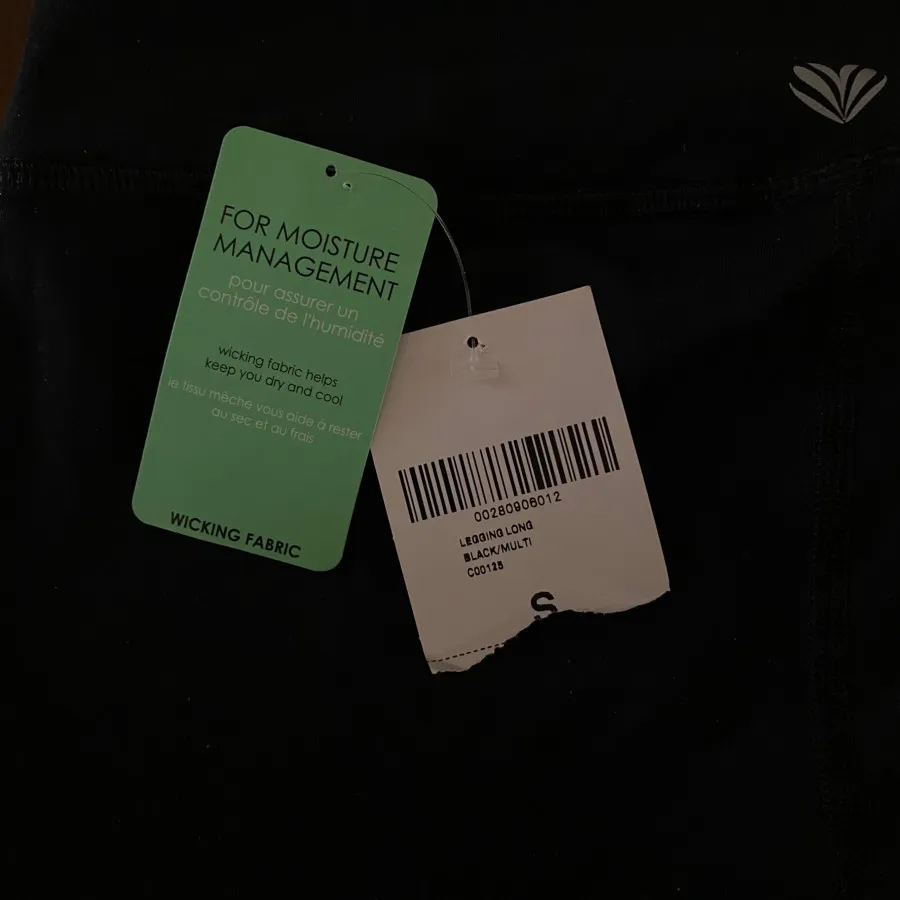 FOR MOISTURE
MANAGEMENT
pour assurer un
contrôle de l'humidité
wicking fabric helps
keep you dry and cool
le tissu mèche vous aide à rester
au sec et au frais
WICKING FABRIC
00280906012
LEGGING LONG
BLACK/MULTI
C00125
S